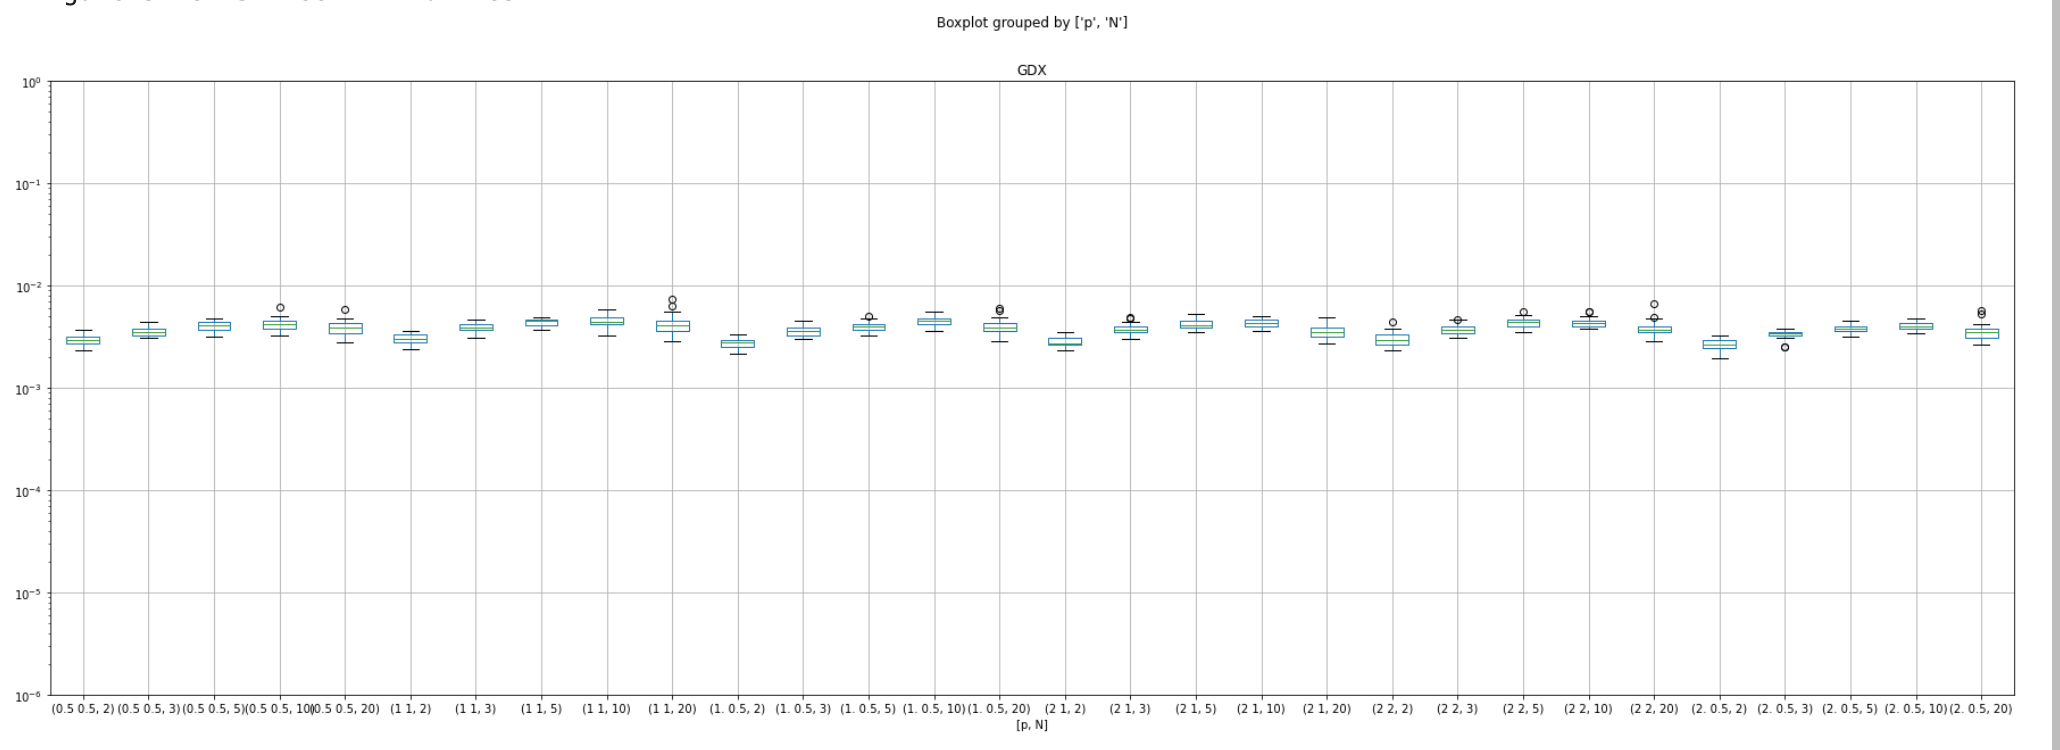 Boxplot grouped by ['p', 'N']
GDX
10⁰
10⁻¹
10⁻²
10⁻³
10⁻⁴
10⁻⁵
10⁻⁶
(0.5 0.5, 2) (0.5 0.5, 3) (0.5 0.5, 5) (0.5 0.5, 10) (0.5 0.5, 20) (1 1, 2) (1 1, 3) (1 1, 5) (1 1, 10) (1 1, 20) (1. 0.5, 2) (1. 0.5, 3) (1. 0.5, 5) (1. 0.5, 10) (1. 0.5, 20) (2 1, 2) (2 1, 3) (2 1, 5) (2 1, 10) (2 1, 20) (2 2, 2) (2 2, 3) (2 2, 5) (2 2, 10) (2 2, 20) (2. 0.5, 2) (2. 0.5, 3) (2. 0.5, 5) (2. 0.5, 10) (2. 0.5, 20)
[p, N]